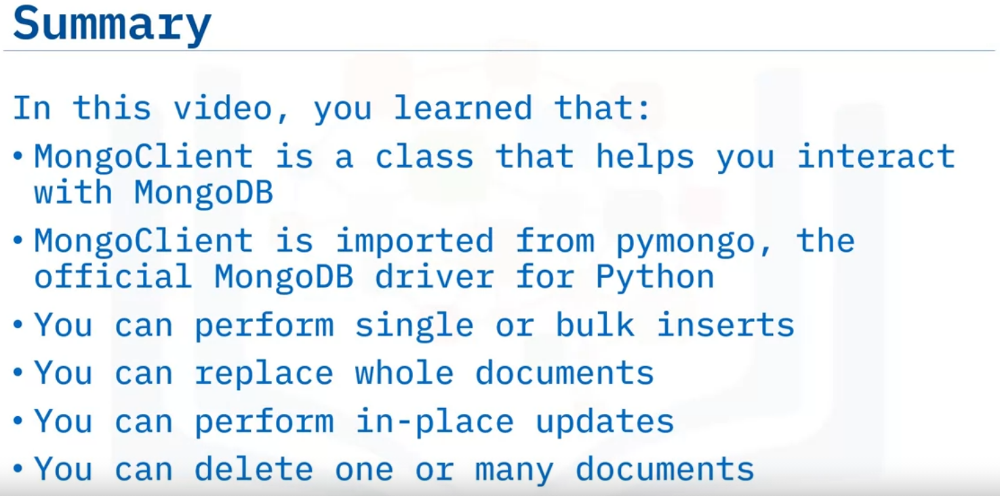 Summary
In this video, you learned that:
• MongoClient is a class that helps you interact
with MongoDB
• MongoClient is imported from pymongo, the
official MongoDB driver for Python
• You can perform single or bulk inserts
• You can replace whole documents
• You can perform in-place updates
• You can delete one or many documents